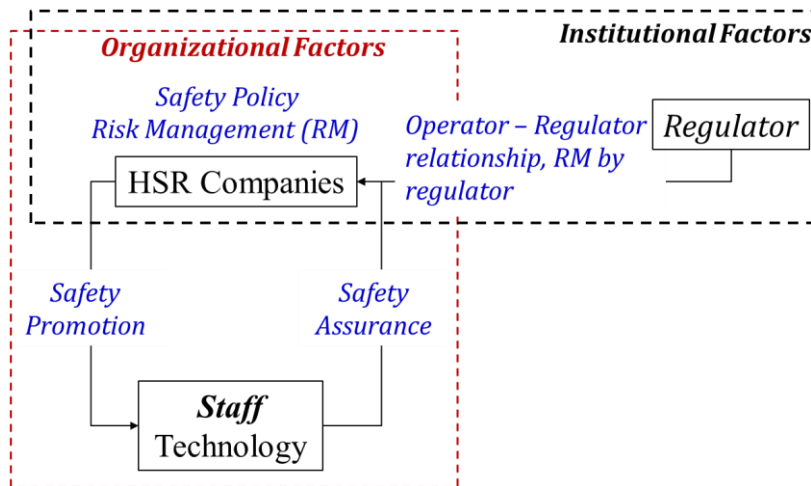 Organizational Factors
Institutional Factors
Safety Policy
Risk Management (RM)
Operator – Regulator
relationship, RM by
regulator
Regulator
HSR Companies
Safety
Promotion
Safety
Assurance
Staff
Technology